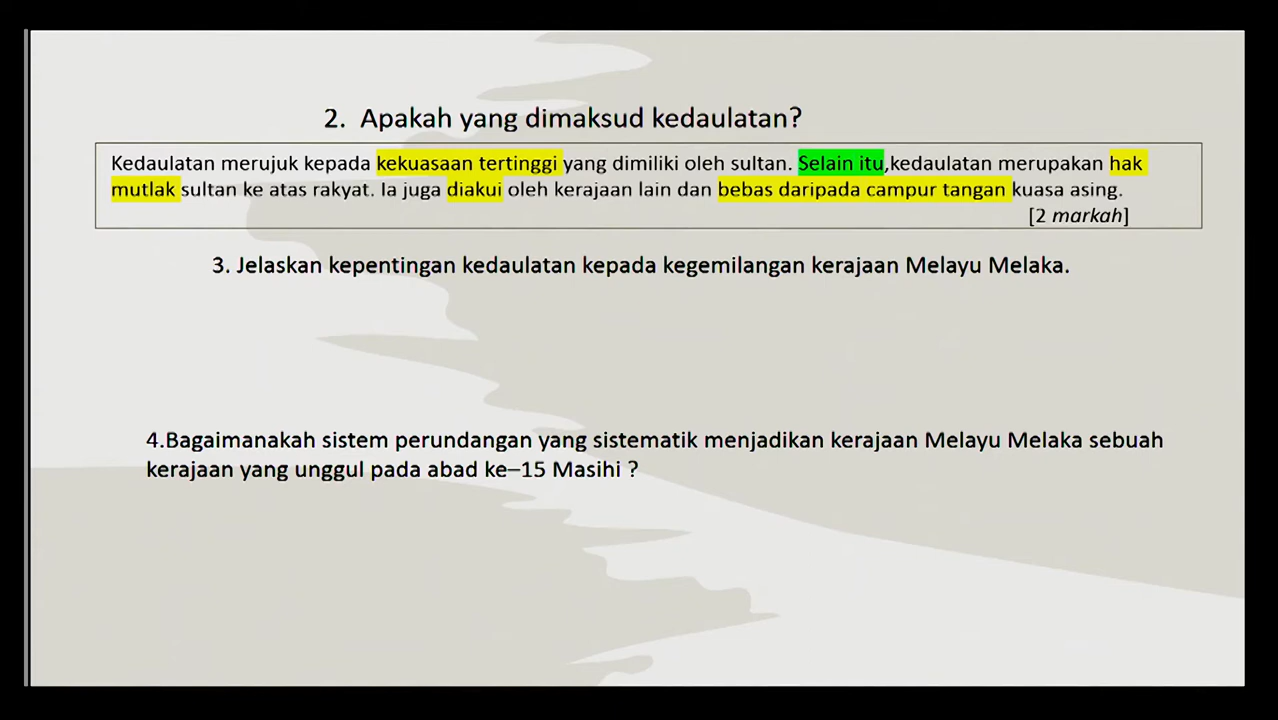 2. Apakah yang dimaksud kedaulatan?
Kedaulatan merujuk kepada kekuasaan tertinggi yang dimiliki oleh sultan. Selain itu,kedaulatan merupakan hak
mutlak sultan ke atas rakyat. Ia juga diakui oleh kerajaan lain dan bebas daripada campur tangan kuasa asing.
[2 markah]
3. Jelaskan kepentingan kedaulatan kepada kegemilangan kerajaan Melayu Melaka.
4.Bagaimanakah sistem perundangan yang sistematik menjadikan kerajaan Melayu Melaka sebuah
kerajaan yang unggul pada abad ke–15 Masihi ?